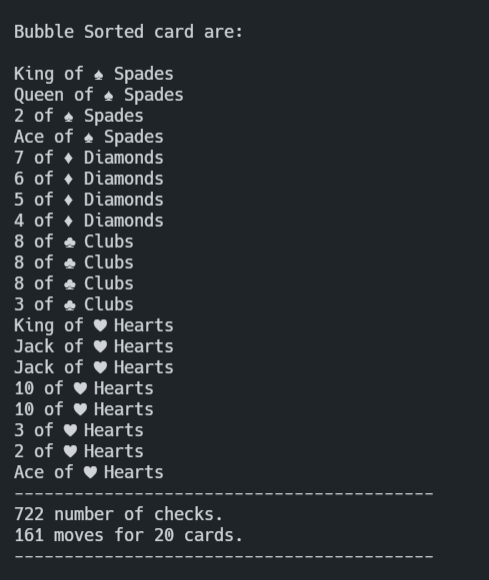 Bubble Sorted card are:
King of ♠ Spades
Queen of ♠ Spades
2 of ♠ Spades
Ace of ♠ Spades
7 of ♦ Diamonds
6 of ♦ Diamonds
5 of ♦ Diamonds
4 of ♦ Diamonds
8 of ♣ Clubs
8 of ♣ Clubs
8 of ♣ Clubs
3 of ♣ Clubs
King of ♥ Hearts
Jack of ♥ Hearts
Jack of ♥ Hearts
10 of ♥ Hearts
10 of ♥ Hearts
3 of ♥ Hearts
2 of ♥ Hearts
Ace of ♥ Hearts
------------------------------------------
722 number of checks.
161 moves for 20 cards.
------------------------------------------